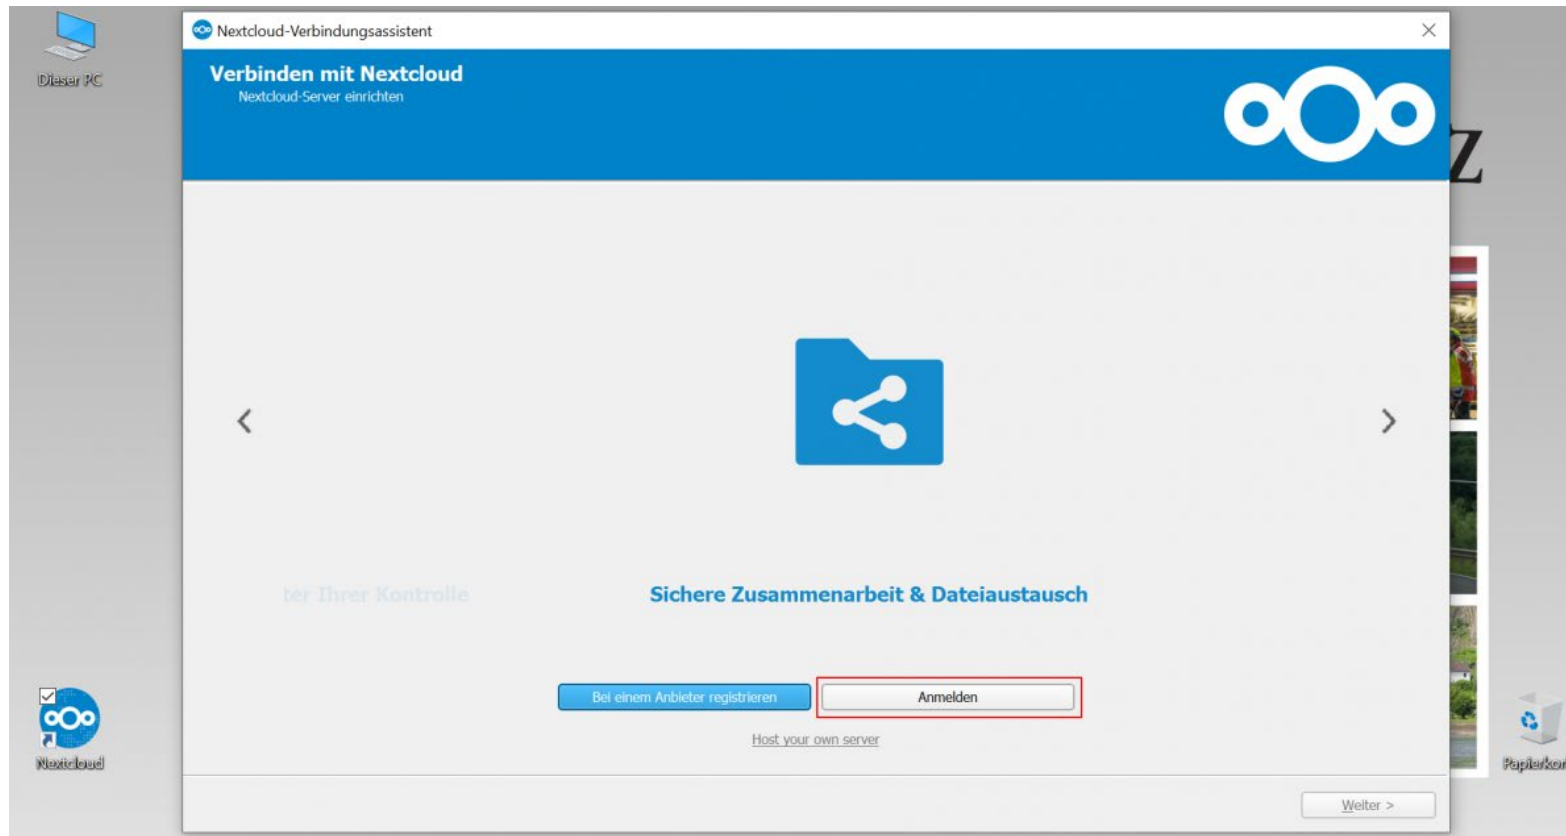 Dieser PC
Nextcloud-Verbindungsassistent
Verbinden mit Nextcloud
Nextcloud-Server einrichten
Z
ter Ihrer Kontrolle
Sichere Zusammenarbeit & Dateiaustausch
Bei einem Anbieter registrieren
Anmelden
Host your own server
Nextcloud
Papierkor
Weiter >